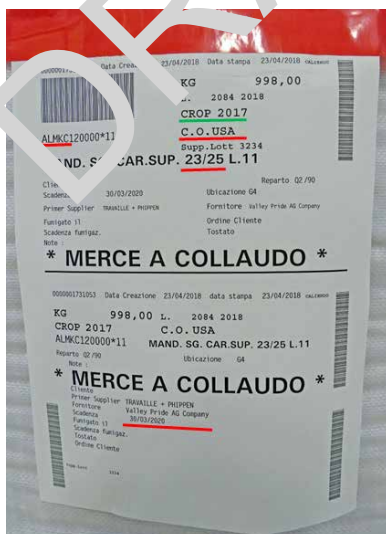 Data Creazione 23/04/2018 Data stampa 23/04/2018
KG 998,00
L. 2084 2018
CROP 2017
ALMKC120000*11 C.O.USA
Supp.Lott 3234
MAND. SG.CAR.SUP. 23/25 L.11
Reparto Q2/90
Scadenza 30/03/2020 Ubicazione G4
Primer Supplier TRAVAILLE + PHIPPEN Fornitore Valley Pride AG Company
Fumigato il Ordine Cliente
Scadenza fumigaz. Tostato
Note :
* MERCE A COLLAUDO *
0000001731053 Data Creazione 23/04/2018 data stampa 23/04/2018
KG 998,00 L. 2084 2018
CROP 2017 C.O.USA
ALMKC120000*11 MAND. SG.CAR.SUP 23/25 L.11
Reparto Q2/90 Ubicazione G4
Note :
* MERCE A COLLAUDO *
Cliente
Primer Supplier TRAVAILLE + PHIPPEN
Fornitore Valley Pride AG Company
Scadenza 30/03/2020
Fumigato il
Scadenza fumigaz.
Tostato
Ordine Cliente